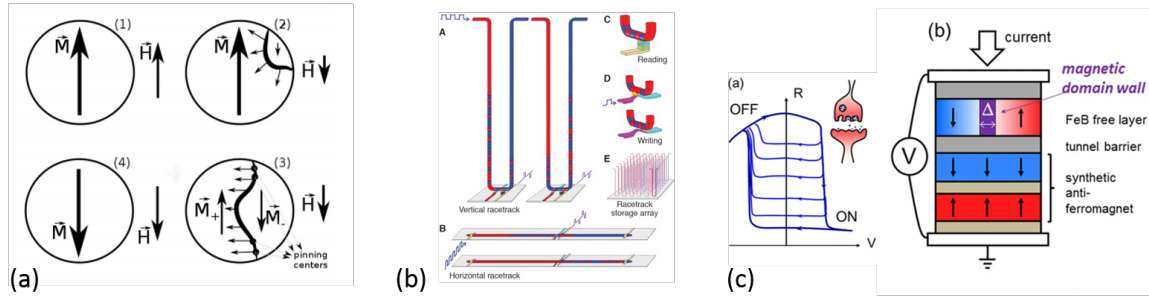 (1)
M
H
(2)
M
H
(4)
M
H
(3)
M+
M-
H
pinning
centers
(a)
A
Vertical racetrack
B
Horizontal racetrack
C
Reading
D
Writing
E
Racetrack
storage array
(b)
(a)
R
OFF
ON
V
(c)
(b)
current
magnetic
domain wall
Δ
FeB free layer
tunnel barrier
synthetic
anti-
ferromagnet
V